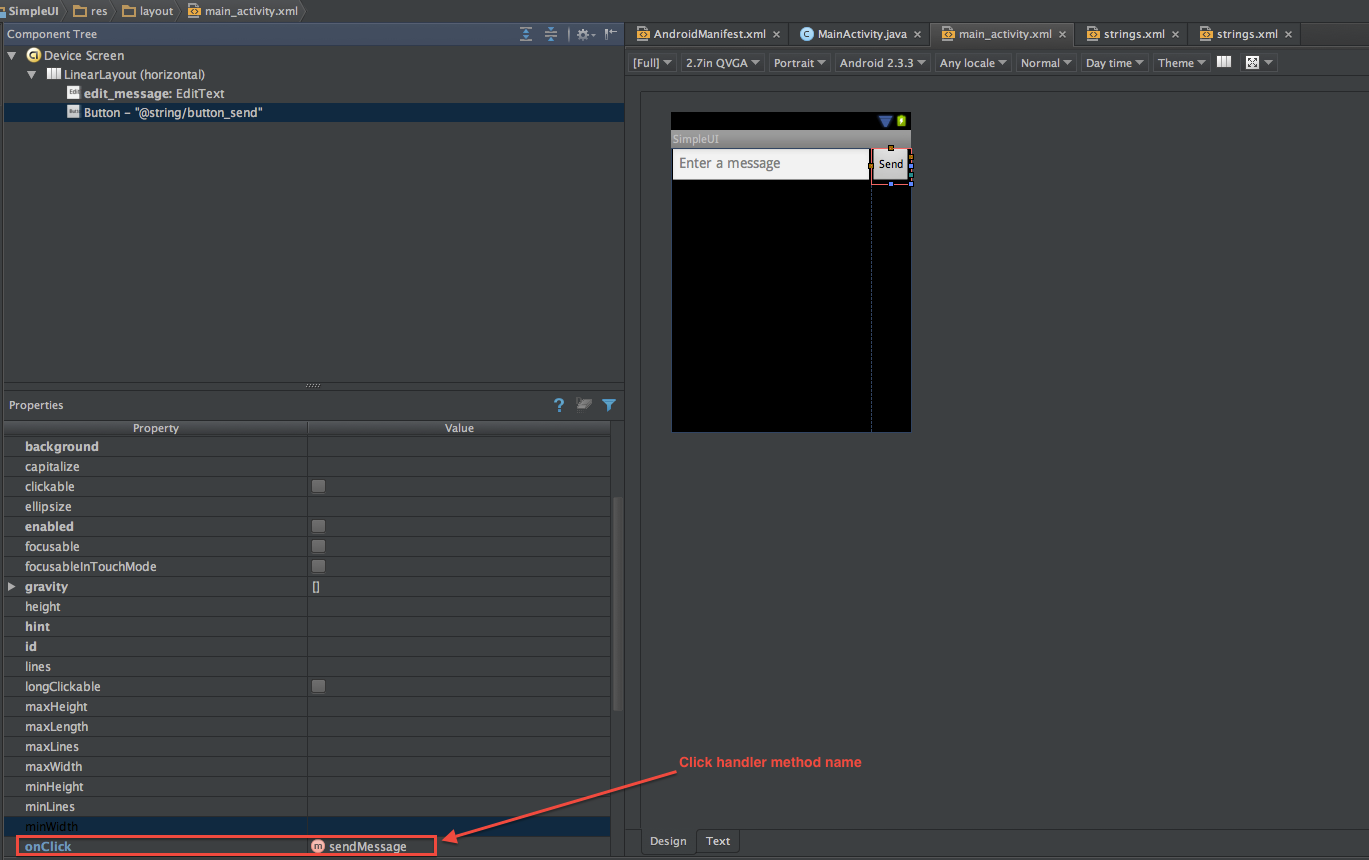 SimpleUI res layout main_activity.xml
Component Tree
Device Screen
LinearLayout (horizontal)
edit_message: EditText
Button - "@string/button_send"
Properties
Property Value
background
capitalize
clickable
ellipsize
enabled
focusable
focusableInTouchMode
gravity []
height
hint
id
lines
longClickable
maxHeight
maxLength
maxLines
maxWidth
minHeight
minLines
minWidth
onClick m sendMessage
AndroidManifest.xml C MainActivity.java main_activity.xml strings.xml strings.xml
[Full] 2.7in QVGA Portrait Android 2.3.3 Any locale Normal Day time Theme
SimpleUI
Enter a message Send
Click handler method name
Design Text